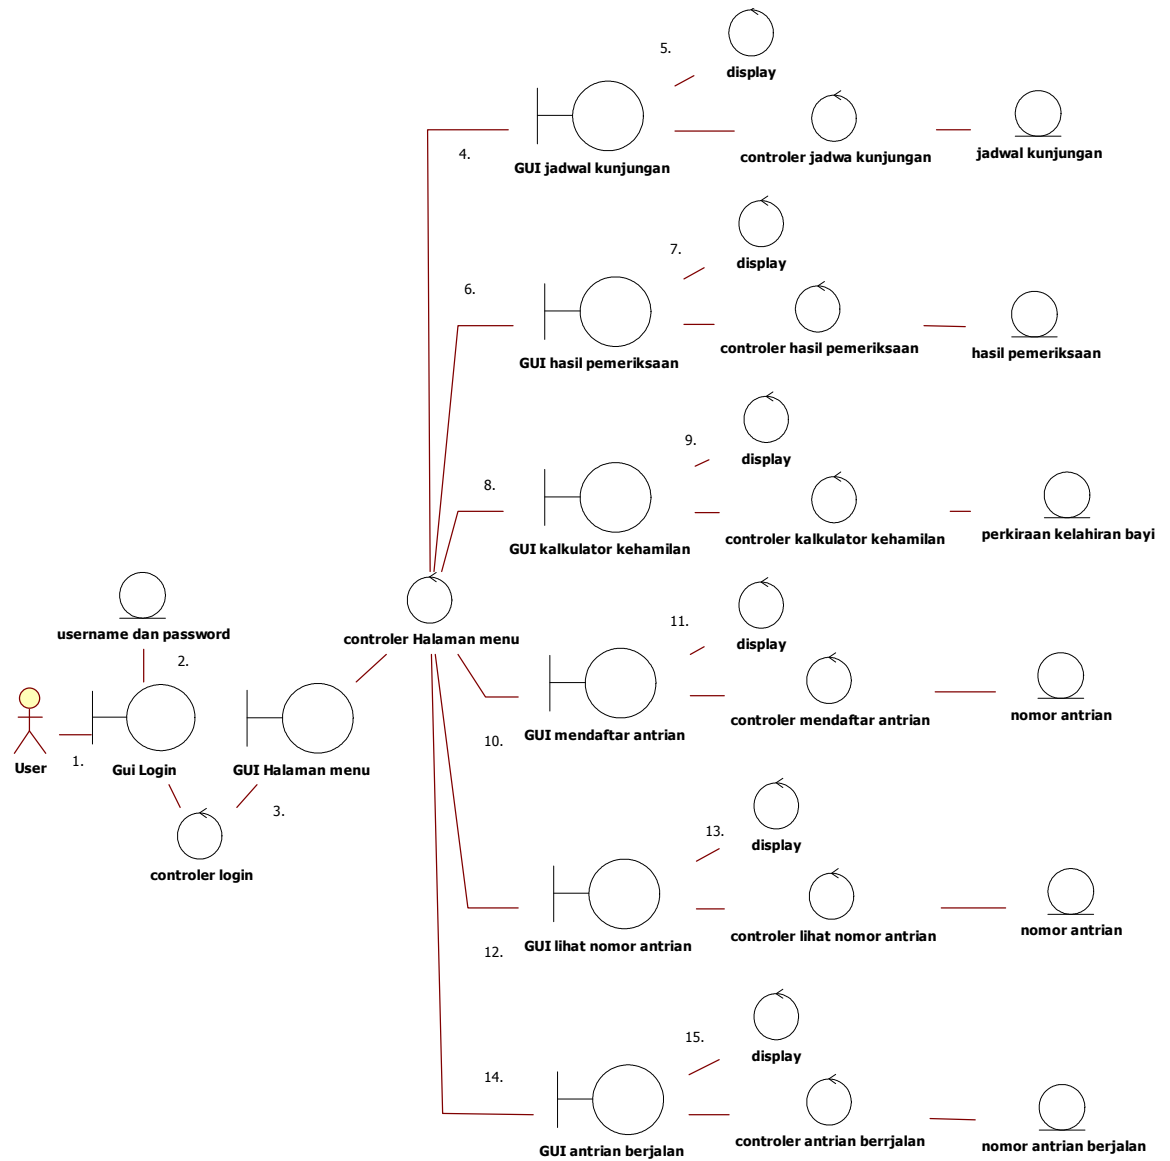 5.
display
4.
GUI jadwal kunjungan
controler jadwa kunjungan
jadwal kunjungan
7.
display
6.
GUI hasil pemeriksaan
controler hasil pemeriksaan
hasil pemeriksaan
9.
display
8.
GUI kalkulator kehamilan
controler kalkulator kehamilan
perkiraan kelahiran bayi
username dan password
2.
controler Halaman menu
11.
display
User
1.
Gui Login
GUI Halaman menu
3.
controler login
10.
GUI mendaftar antrian
controler mendaftar antrian
nomor antrian
13.
display
12.
GUI lihat nomor antrian
controler lihat nomor antrian
nomor antrian
15.
display
14.
GUI antrian berjalan
controler antrian berrjalan
nomor antrian berjalan